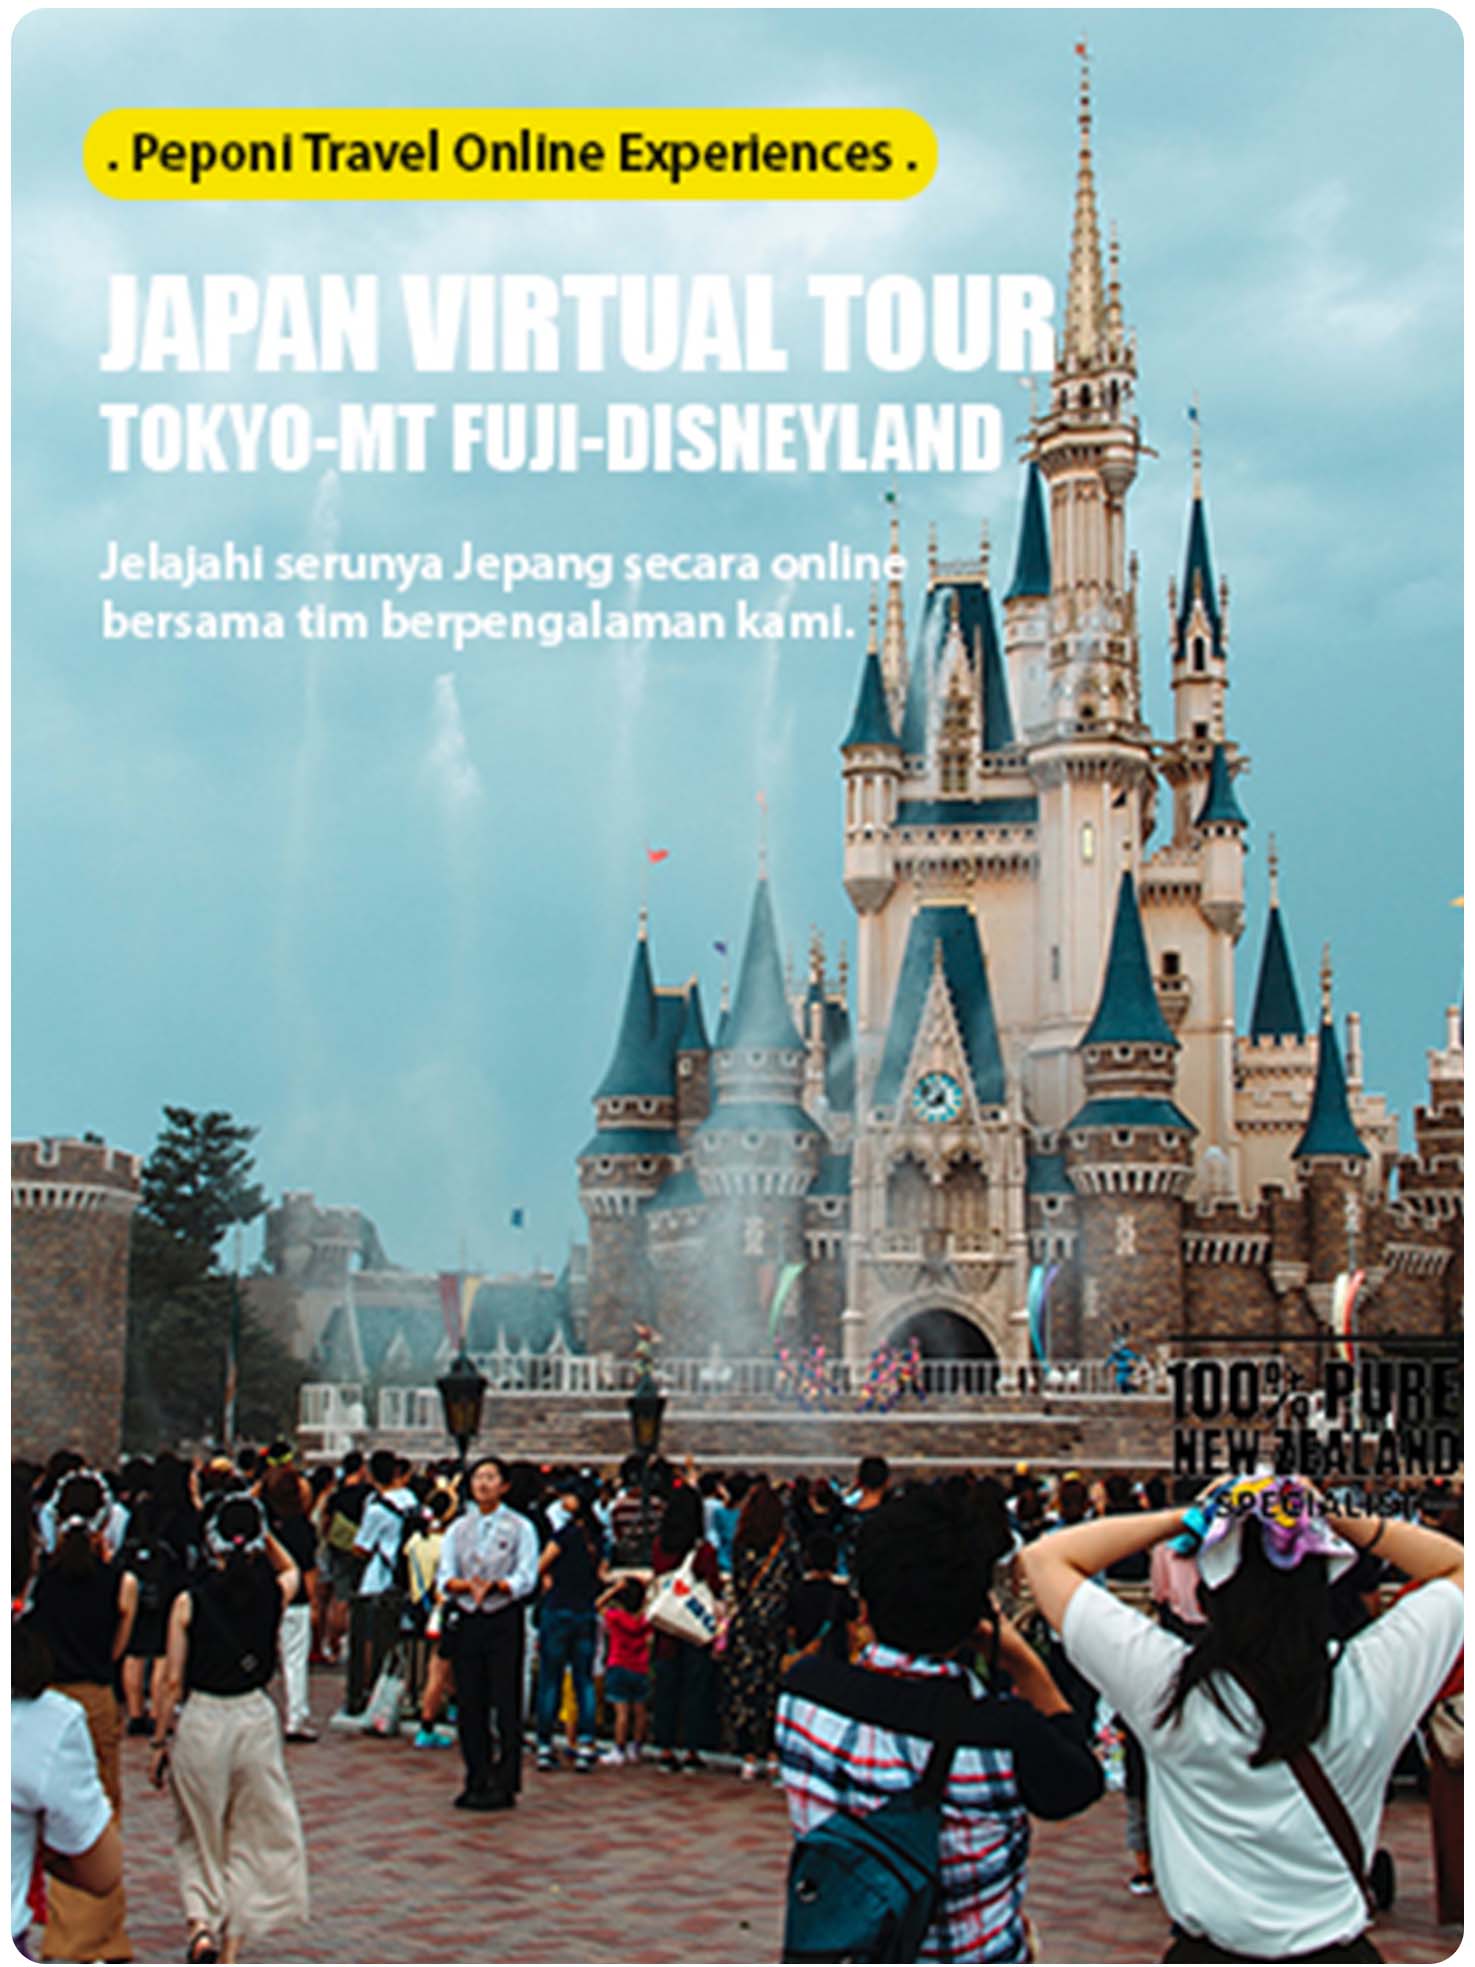 . Peponi Travel Online Experiences .
JAPAN VIRTUAL TOUR
TOKYO-MT FUJI-DISNEYLAND
Jelajahi serunya Jepang secara online
bersama tim berpengalaman kami.
100% PURE
NEW ZEALAND
SPECIALIST